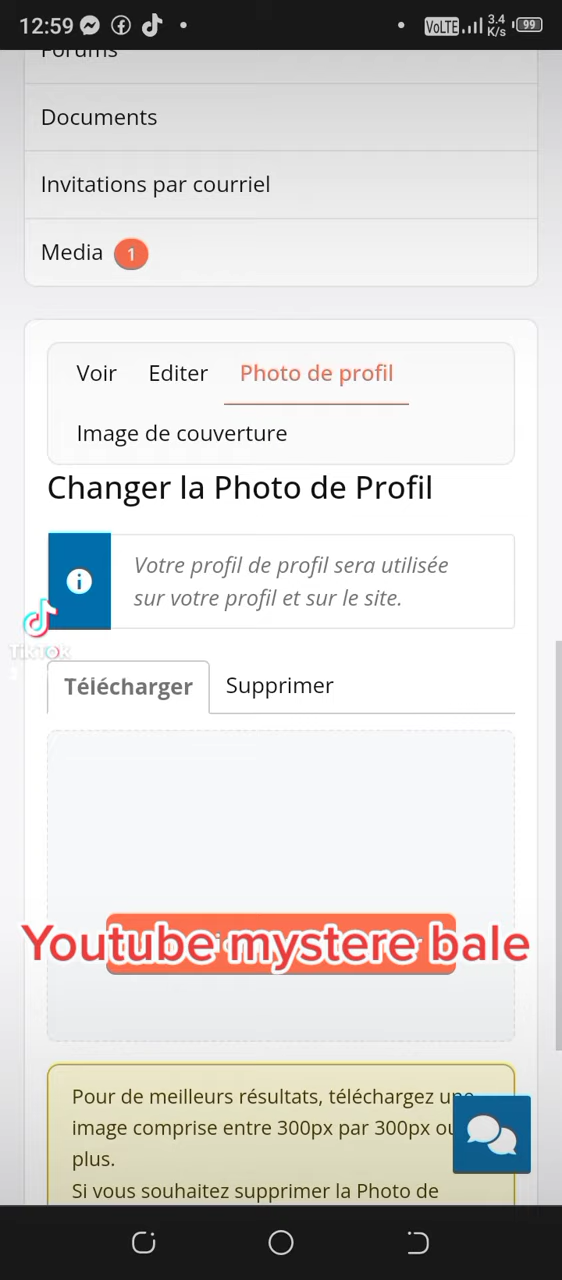 12:59
VoLTE 3.4 K/s 99
Forums
Documents
Invitations par courriel
Media 1
Voir Editer Photo de profil
Image de couverture
Changer la Photo de Profil
Votre profil de profil sera utilisée
sur votre profil et sur le site.
TikTok
Télécharger Supprimer
Youtube mystere bale
Pour de meilleurs résultats, téléchargez une
image comprise entre 300px par 300px ou
plus.
Si vous souhaitez supprimer la Photo de